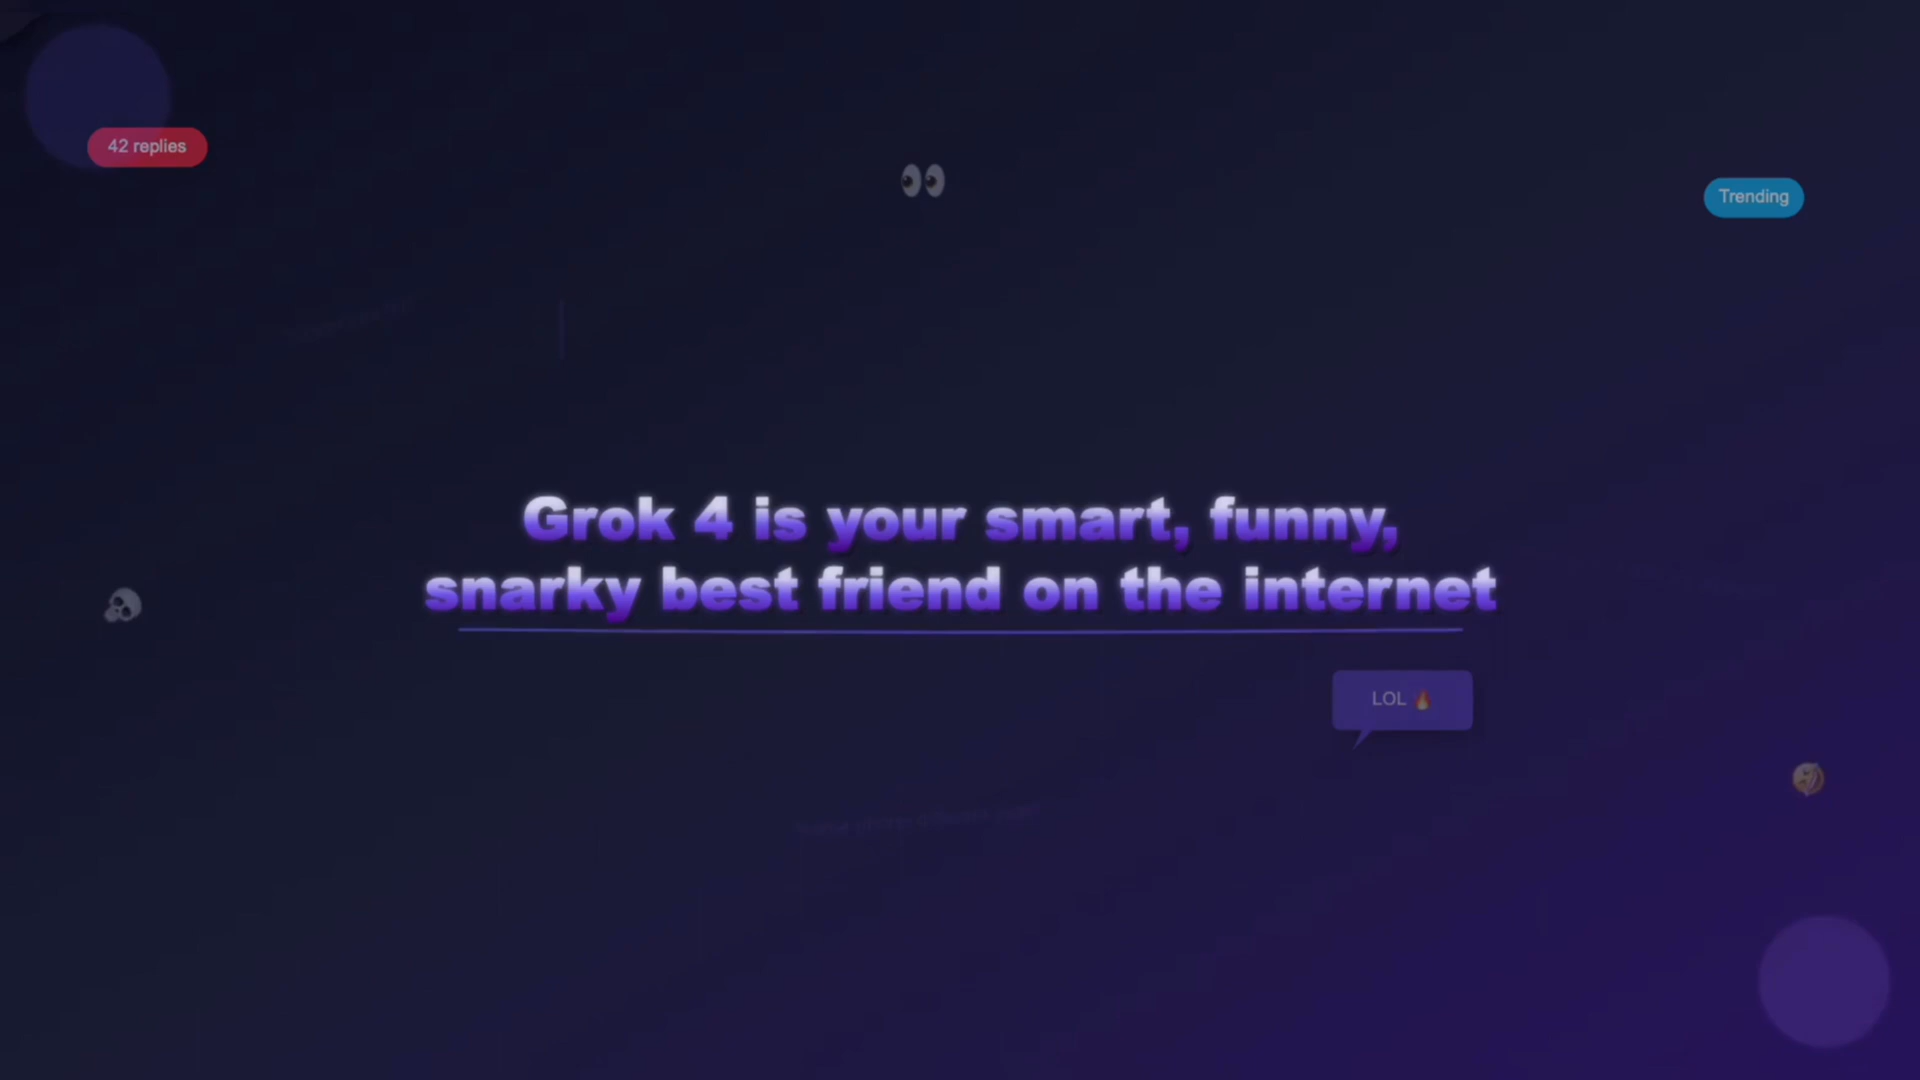 42 replies
Trending
Grok 4 is your smart, funny,
snarky best friend on the internet
LOL 🔥